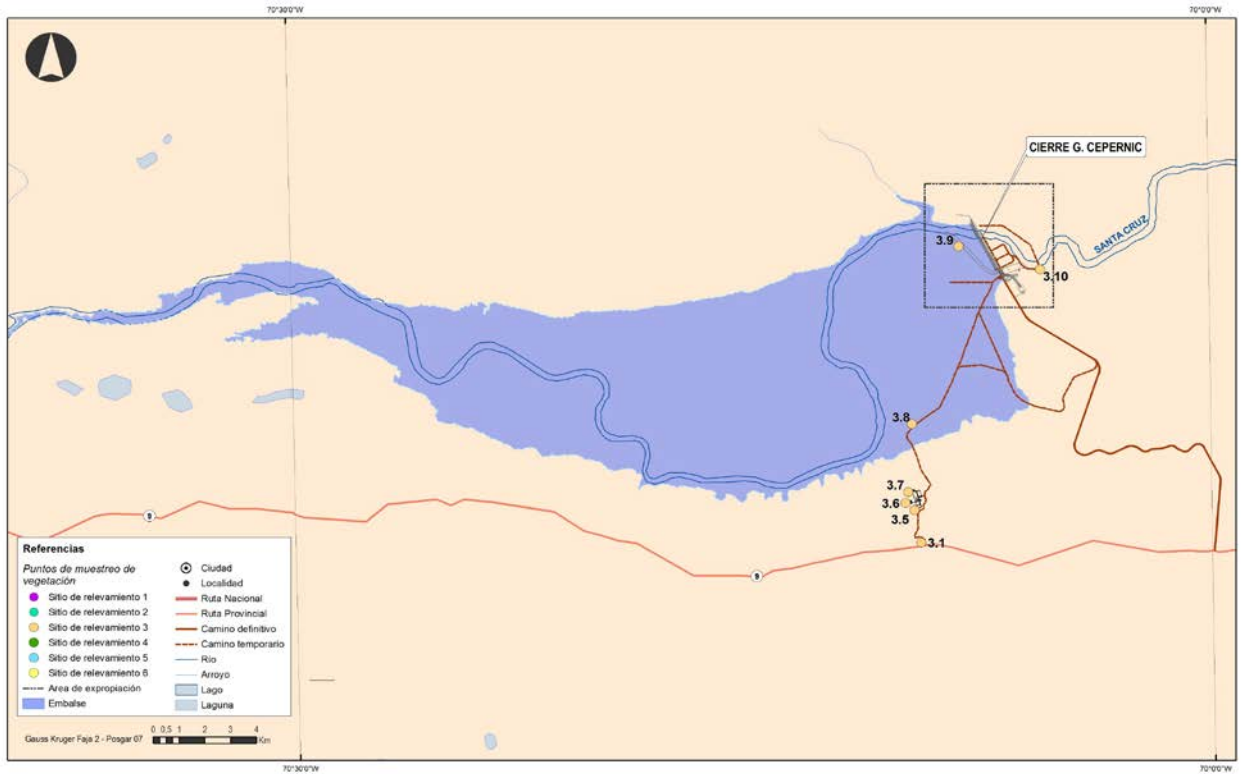 70°30'0"W
70°0'0"W
CIERRE G. CEPERNIC
SANTA CRUZ
3.9
3.10
3.8
3.7
3.6
3.5
3.1
9
9
Referencias
Puntos de muestreo de
vegetación
Sitio de relevamiento 1
Sitio de relevamiento 2
Sitio de relevamiento 3
Sitio de relevamiento 4
Sitio de relevamiento 5
Sitio de relevamiento 6
Area de expropiación
Embalse
Ciudad
Localidad
Ruta Nacional
Ruta Provincial
Camino definitivo
Camino temporario
Río
Arroyo
Lago
Laguna
Gauss Kruger Faja 2 - Posgar 07
0 0,5 1 2 3 4
Km
70°30'0"W
70°0'0"W